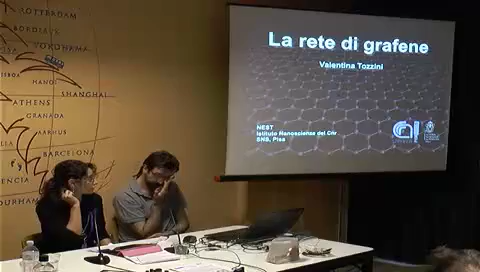 ROTTERDAM
YOKOHAMA
HANOI
SHANGHAI
ATHENS
GRANADA
AARHUS
BARCELONA
DURHAM
La rete di grafene
Valentina Tozzini
NEST
Istituto Nanoscienze del Cnr
SNS, Pisa